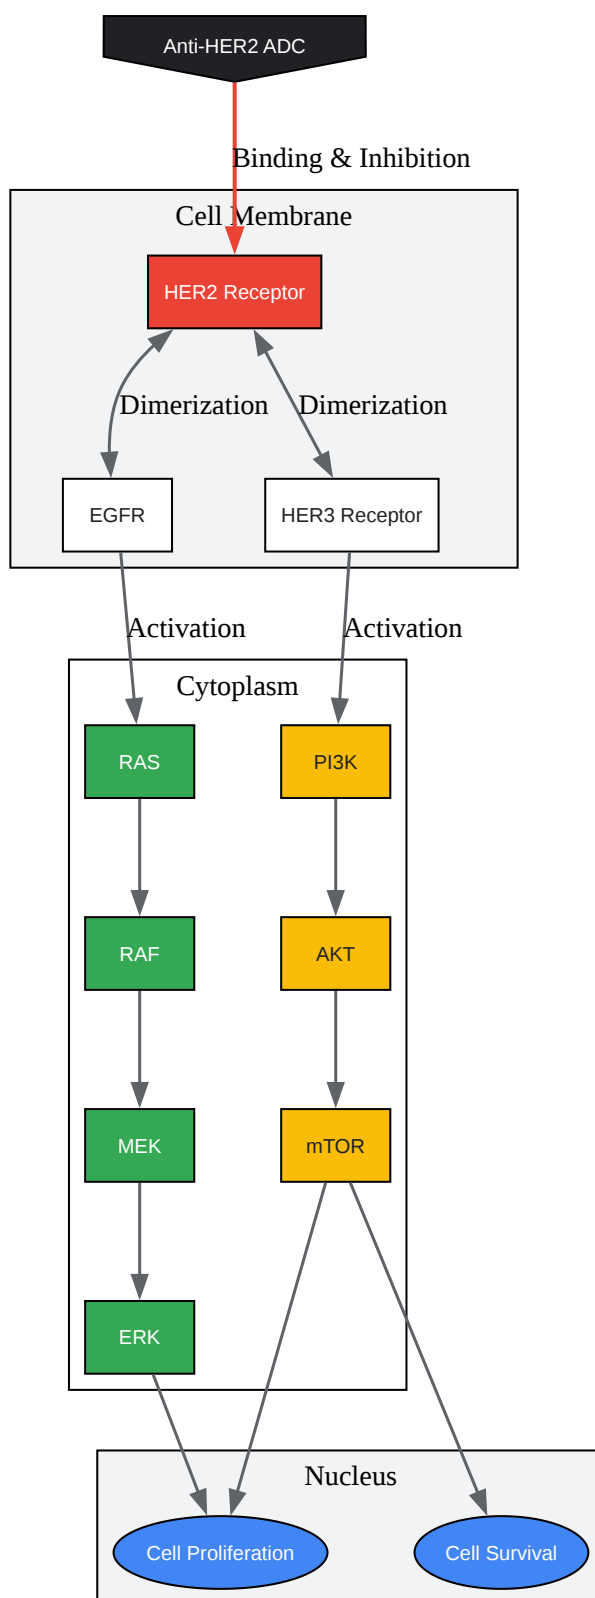 Anti-HER2 ADC
Binding & Inhibition
Cell Membrane
HER2 Receptor
Dimerization
Dimerization
EGFR
HER3 Receptor
Activation
Activation
Cytoplasm
RAS
PI3K
RAF
AKT
MEK
mTOR
ERK
Nucleus
Cell Proliferation
Cell Survival